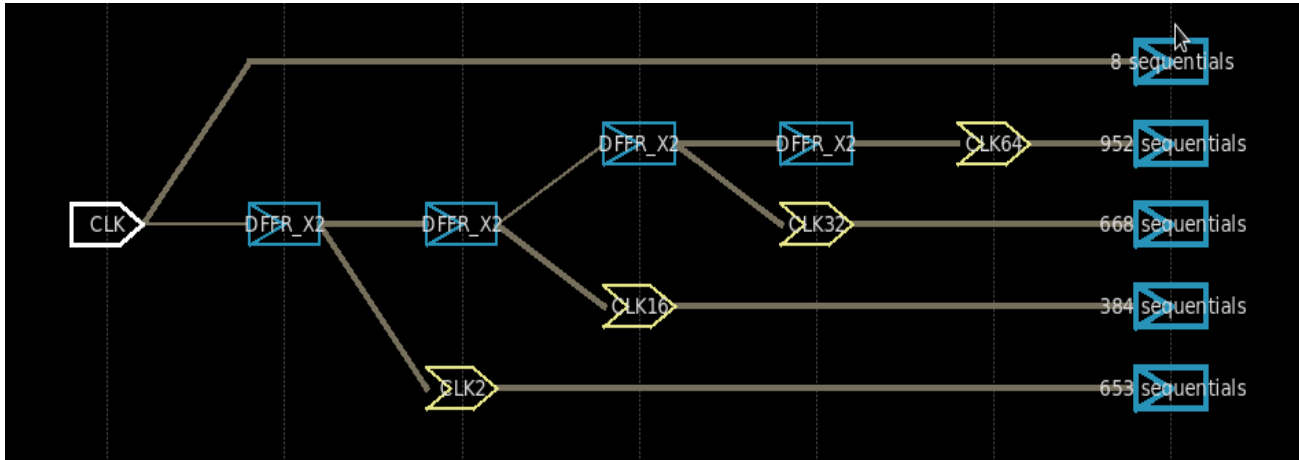 8 sequentials
DFFR_X2 DFFR_X2 CLK64 952 sequentials
CLK DFFR_X2 DFFR_X2 CLK32 668 sequentials
CLK16 384 sequentials
CLK2 653 sequentials